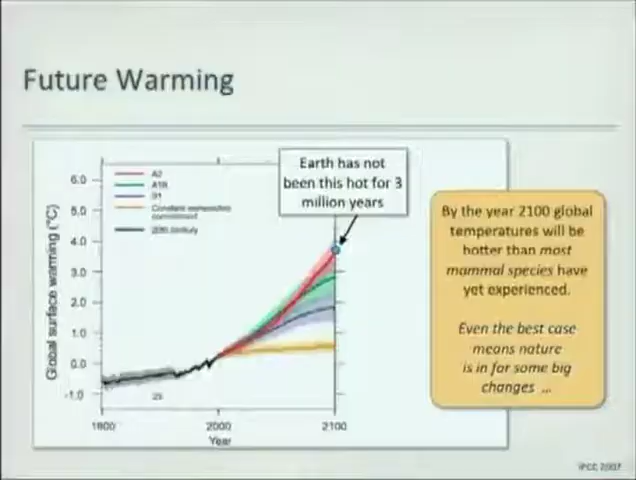 Future Warming
Earth has not
been this hot for 3
million years
A2
A1B
B1
Constant composition
commitment
20th century
Global surface warming (°C)
6.0
5.0
4.0
3.0
2.0
1.0
0.0
-1.0
1900
2000
2100
Year
By the year 2100 global
temperatures will be
hotter than most
mammal species have
yet experienced.
Even the best case
means nature
is in for some big
changes ...
IPCC 2007